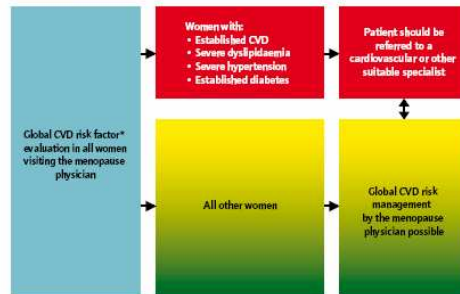 Women with:
• Established CVD
• Severe dyslipidaemia
• Severe hypertension
• Established diabetes
Patient should be
referred to a
cardiovascular or other
suitable specialist
Global CVD risk factor*
evaluation in all women
visiting the menopause
physician
All other women
Global CVD risk
management
by the menopause
physician possible